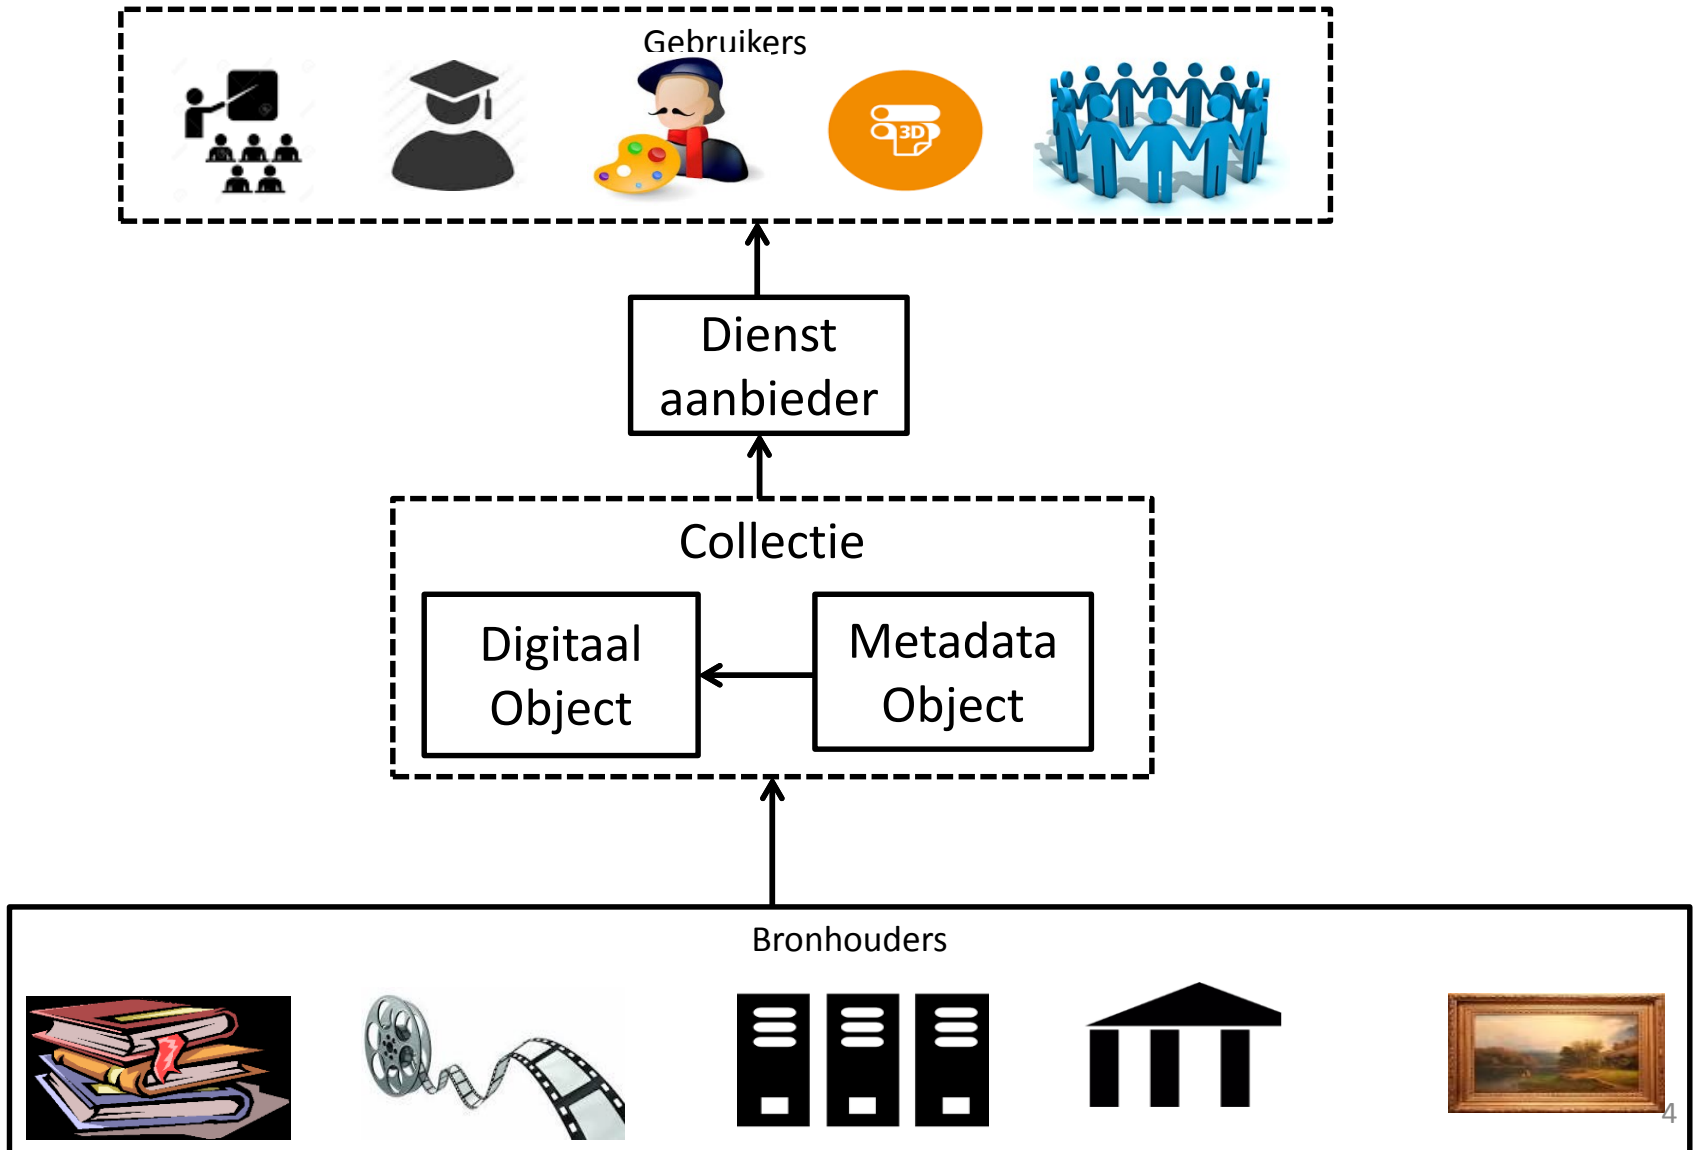 Gebruikers
3D
Dienst
aanbieder
Collectie
Digitaal
Object
Metadata
Object
Bronhouders
4